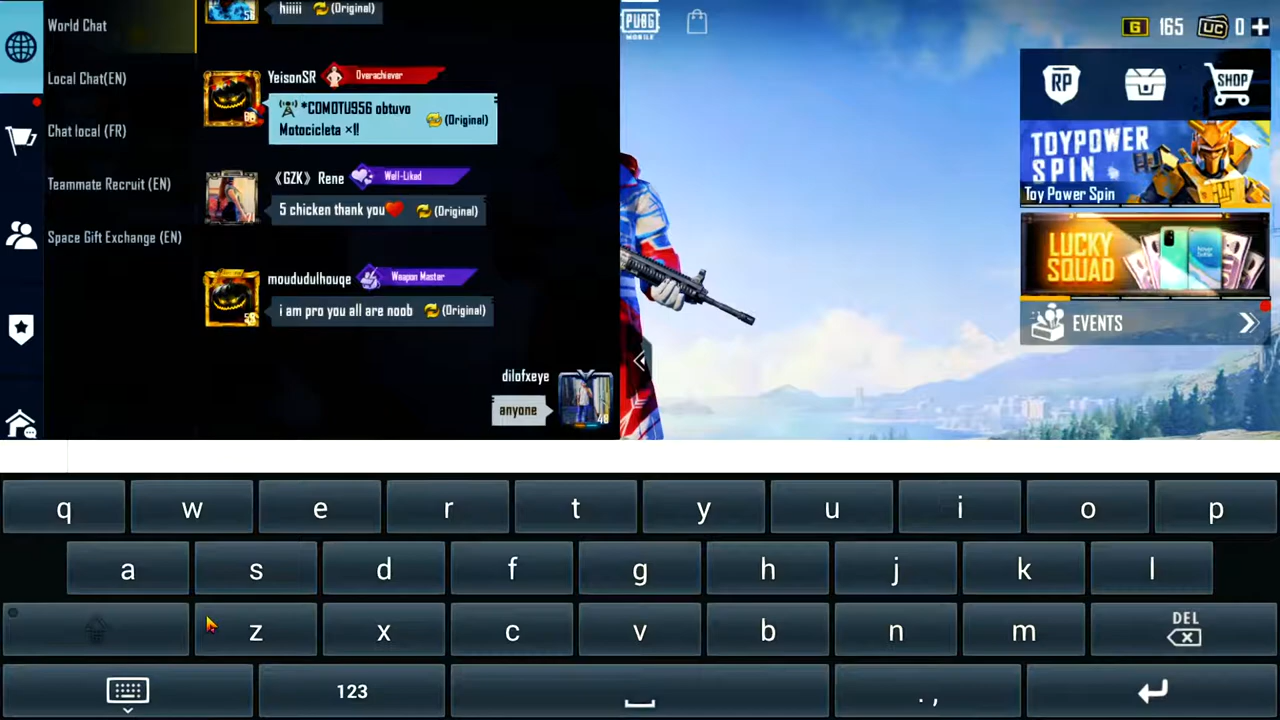 World Chat
Local Chat(EN)
Chat local (FR)
Teammate Recruit (EN)
Space Gift Exchange (EN)
56
hiiiii (Original)
YeisonSR Overachiever
*COMOTU956 obtuvo
Motocicleta ×1! (Original)
《GZK》 Rene Well-Liked
5 chicken thank you❤ (Original)
moududulhouqe Weapon Master
i am pro you all are noob (Original)
dilofxeye
anyone
48
PUBG
MOBILE
G 165 UC 0 +
RP SHOP
TOYPOWER
SPIN
Toy Power Spin
LUCKY
SQUAD
EVENTS
q w e r t y u i o p
a s d f g h j k l
z x c v b n m DEL
123 . ,